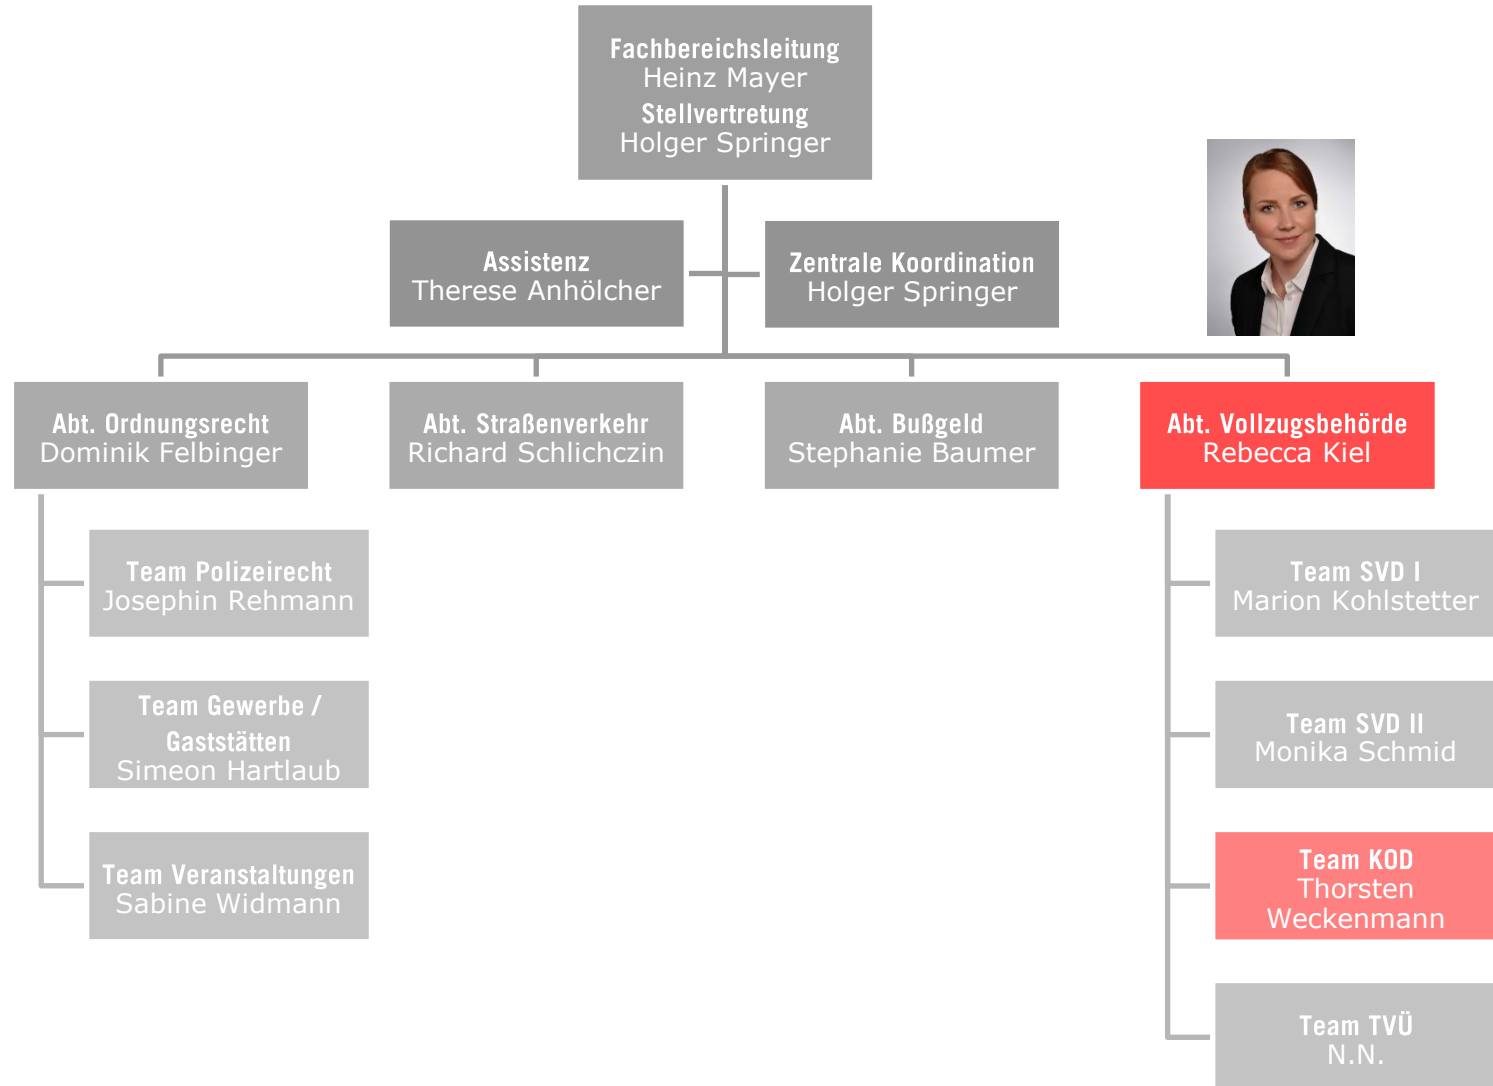 Fachbereichsleitung
Heinz Mayer
Stellvertretung
Holger Springer
Assistenz
Therese Anhölcher
Zentrale Koordination
Holger Springer
Abt. Ordnungsrecht
Dominik Felbinger
Abt. Straßenverkehr
Richard Schlichczin
Abt. Bußgeld
Stephanie Baumer
Abt. Vollzugsbehörde
Rebecca Kiel
Team Polizeirecht
Josephin Rehmann
Team Gewerbe /
Gaststätten
Simeon Hartlaub
Team Veranstaltungen
Sabine Widmann
Team SVD I
Marion Kohlstetter
Team SVD II
Monika Schmid
Team KOD
Thorsten
Weckenmann
Team TVÜ
N.N.